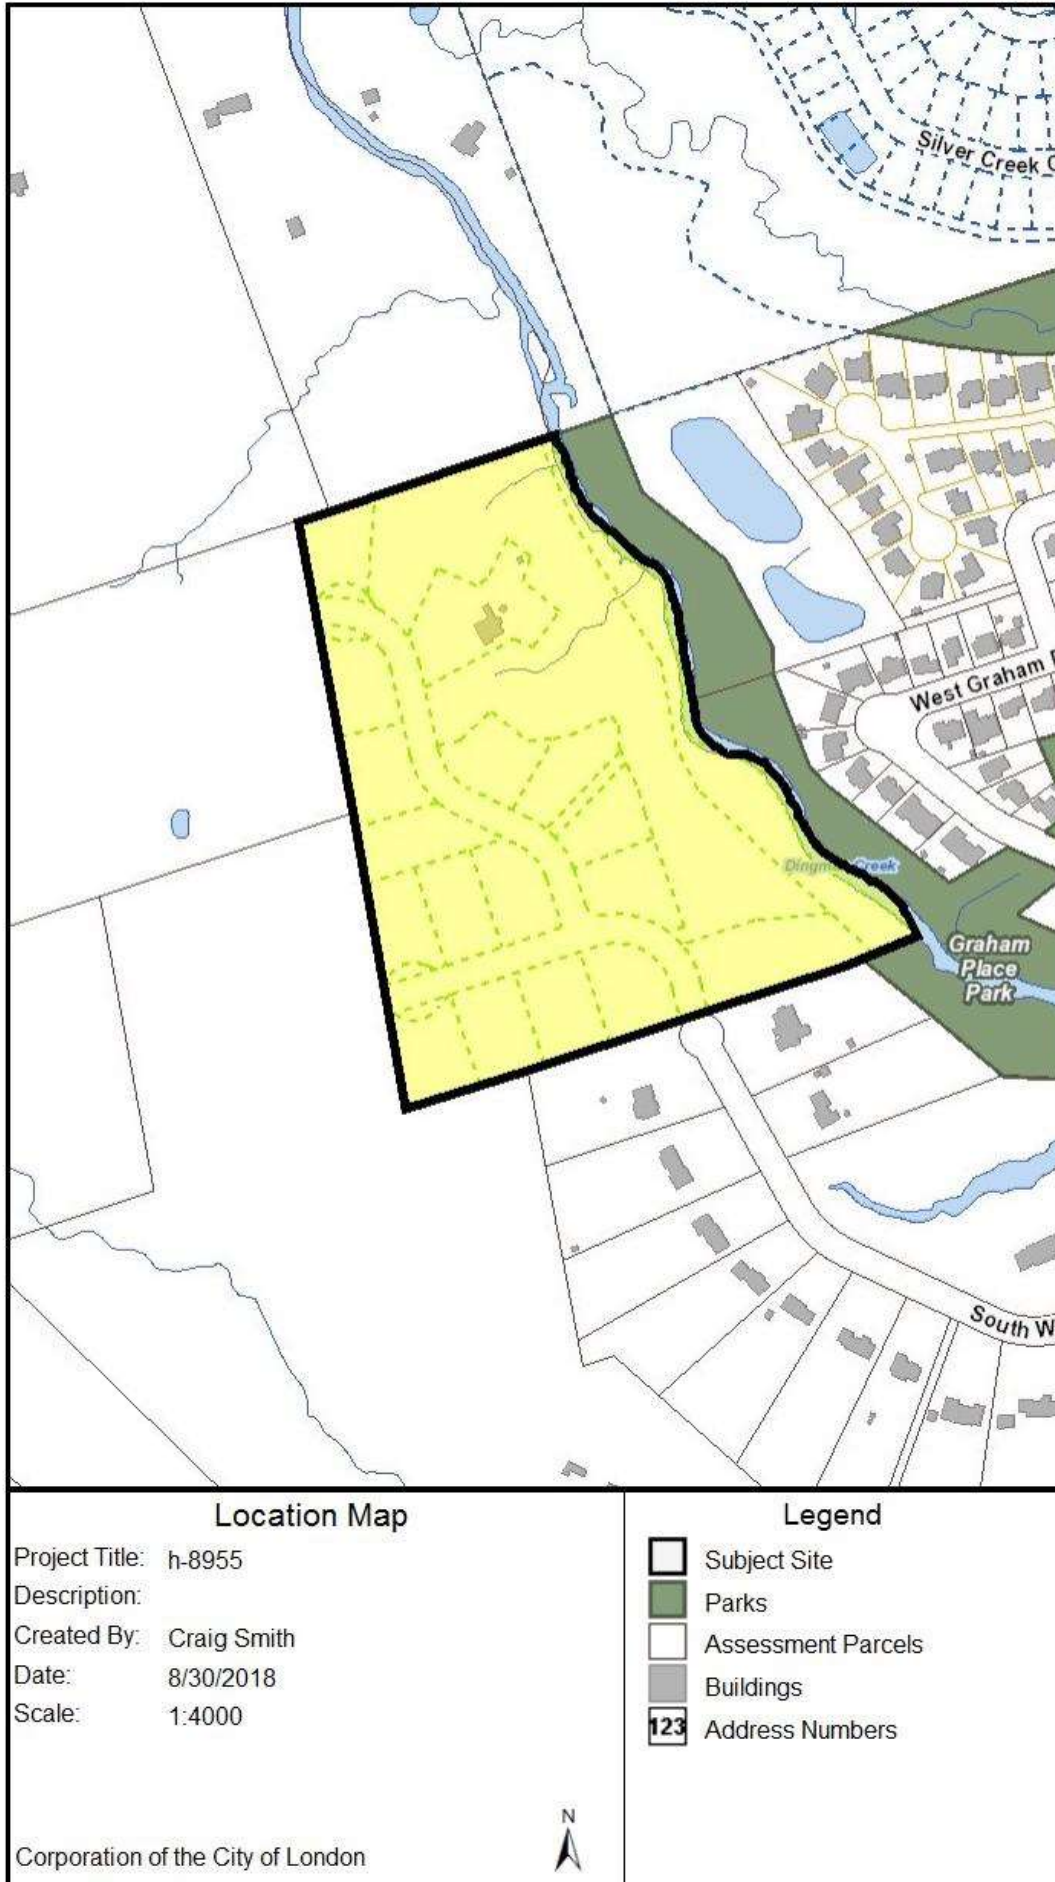 Silver Creek C
West Graham
Dingman Creek
Graham
Place
Park
South W
Location Map
Project Title: h-8955
Description:
Created By: Craig Smith
Date: 8/30/2018
Scale: 1:4000
N
Corporation of the City of London
Legend
Subject Site
Parks
Assessment Parcels
Buildings
123 Address Numbers